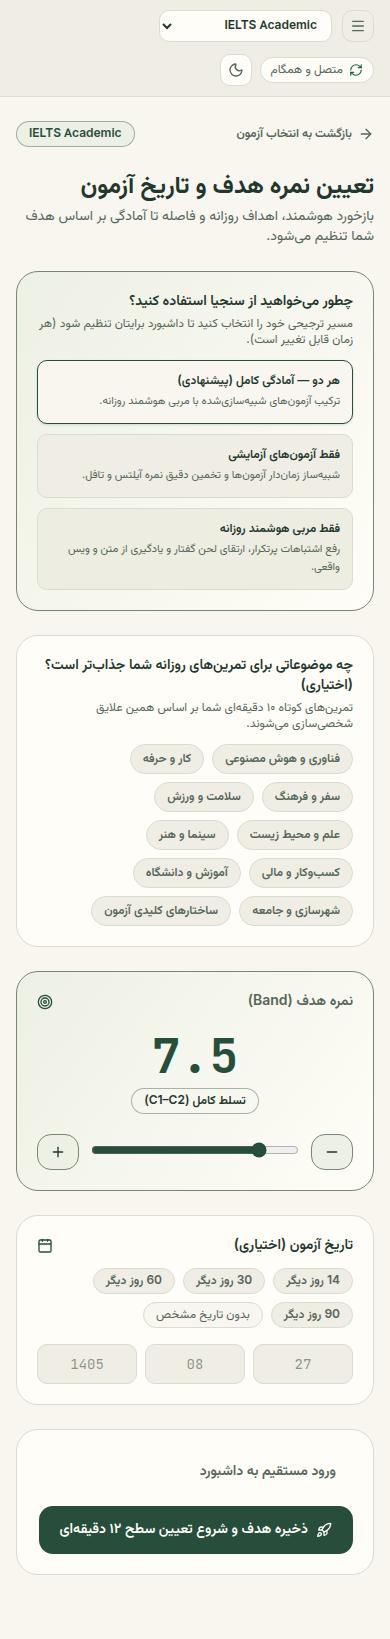 IELTS Academic
متصل و همگام
بازگشت به انتخاب آزمون
IELTS Academic
تعیین نمره هدف و تاریخ آزمون
بازخورد هوشمند، اهداف روزانه و فاصله تا آمادگی بر اساس هدف
شما تنظیم می‌شود.
چطور می‌خواهید از سنجیا استفاده کنید؟
مسیر ترجیحی خود را انتخاب کنید تا داشبورد برایتان تنظیم شود (هر
زمان قابل تغییر است).
هر دو — آمادگی کامل (پیشنهادی)
ترکیب آزمون‌های شبیه‌سازی‌شده با مربی هوشمند روزانه.
فقط آزمون‌های آزمایشی
شبیه‌ساز زمان‌دار آزمون‌ها و تخمین دقیق نمره آیلتس و تافل.
فقط مربی هوشمند روزانه
رفع اشتباهات پرتکرار، ارتقای لحن گفتار و یادگیری از متن و ویس
واقعی.
چه موضوعاتی برای تمرین‌های روزانه شما جذاب‌تر است؟
(اختیاری)
تمرین‌های کوتاه ۱۰ دقیقه‌ای شما بر اساس همین علایق
شخصی‌سازی می‌شوند.
فناوری و هوش مصنوعی
کار و حرفه
سفر و فرهنگ
سلامت و ورزش
علم و محیط زیست
سینما و هنر
کسب‌وکار و مالی
آموزش و دانشگاه
شهرسازی و جامعه
ساختارهای کلیدی آزمون
نمره هدف (Band)
7.5
تسلط کامل (C1–C2)
تاریخ آزمون (اختیاری)
14 روز دیگر
30 روز دیگر
60 روز دیگر
90 روز دیگر
بدون تاریخ مشخص
27
08
1405
ورود مستقیم به داشبورد
ذخیره هدف و شروع تعیین سطح ۱۲ دقیقه‌ای